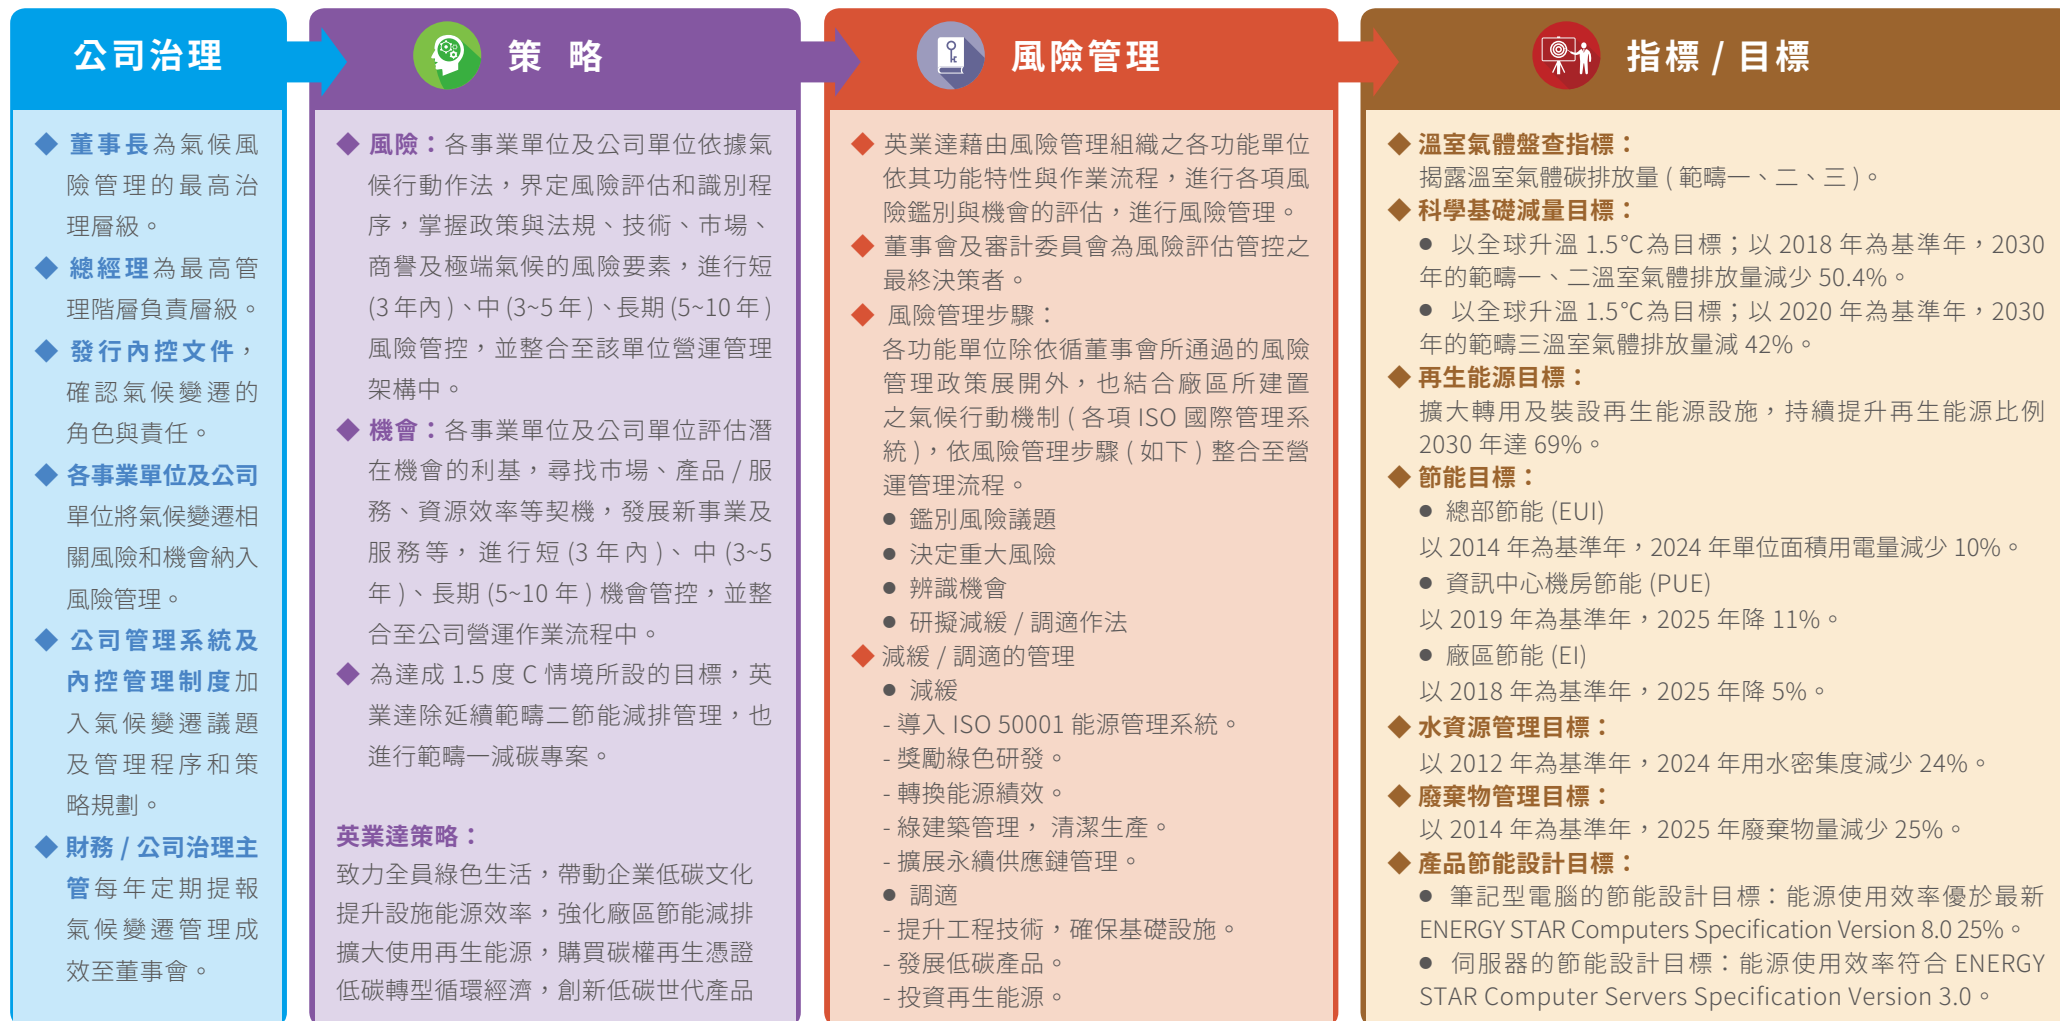 公司治理
董事長為氣候風
險管理的最高治
理層級。
總經理為最高管
理階層負責層級。
發行內控文件，
確認氣候變遷的
角色與責任。
各事業單位及公司
單位將氣候變遷相
關風險和機會納入
風險管理。
公司管理系統及
內控管理制度加
入氣候變遷議題
及管理程序和策
略規劃。
財務 / 公司治理主
管每年定期提報
氣候變遷管理成
效至董事會。
策 略
風險：各事業單位及公司單位依據氣
候行動作法，界定風險評估和識別程
序，掌握政策與法規、技術、市場、
商譽及極端氣候的風險要素，進行短
(3 年內 )、中 (3~5 年 )、長期 (5~10 年 )
風險管控，並整合至該單位營運管理
架構中。
機會：各事業單位及公司單位評估潛
在機會的利基，尋找市場、產品 / 服
務、資源效率等契機，發展新事業及
服務等，進行短 (3 年內 )、中 (3~5
年 )、長期 (5~10 年 ) 機會管控，並整
合至公司營運作業流程中。
為達成 1.5 度 C 情境所設的目標，英
業達除延續範疇二節能減排管理，也
進行範疇一減碳專案。
英業達策略：
致力全員綠色生活，帶動企業低碳文化
提升設施能源效率，強化廠區節能減排
擴大使用再生能源，購買碳權再生憑證
低碳轉型循環經濟，創新低碳世代產品
風險管理
英業達藉由風險管理組織之各功能單位
依其功能特性與作業流程，進行各項風
險鑑別與機會的評估，進行風險管理。
董事會及審計委員會為風險評估管控之
最終決策者。
風險管理步驟：
各功能單位除依循董事會所通過的風險
管理政策展開外，也結合廠區所建置
之氣候行動機制 ( 各項 ISO 國際管理系
統 )，依風險管理步驟 ( 如下 ) 整合至營
運管理流程。
● 鑑別風險議題
● 決定重大風險
● 辨識機會
● 研擬減緩 / 調適作法
減緩 / 調適的管理
● 減緩
- 導入 ISO 50001 能源管理系統。
- 獎勵綠色研發。
- 轉換能源績效。
- 綠建築管理， 清潔生產。
- 擴展永續供應鏈管理。
● 調適
- 提升工程技術，確保基礎設施。
- 發展低碳產品。
- 投資再生能源。
指標 / 目標
溫室氣體盤查指標：
揭露溫室氣體碳排放量 ( 範疇一、二、三 )。
科學基礎減量目標：
● 以全球升溫 1.5℃為目標；以 2018 年為基準年，2030
年的範疇一、二溫室氣體排放量減少 50.4%。
● 以全球升溫 1.5℃為目標；以 2020 年為基準年，2030
年的範疇三溫室氣體排放量減 42%。
再生能源目標：
擴大轉用及裝設再生能源設施，持續提升再生能源比例
2030 年達 69%。
節能目標：
● 總部節能 (EUI)
以 2014 年為基準年，2024 年單位面積用電量減少 10%。
● 資訊中心機房節能 (PUE)
以 2019 年為基準年，2025 年降 11%。
● 廠區節能 (EI)
以 2018 年為基準年，2025 年降 5%。
水資源管理目標：
以 2012 年為基準年，2024 年用水密集度減少 24%。
廢棄物管理目標：
以 2014 年為基準年，2025 年廢棄物量減少 25%。
產品節能設計目標：
● 筆記型電腦的節能設計目標：能源使用效率優於最新
ENERGY STAR Computers Specification Version 8.0 25%。
● 伺服器的節能設計目標：能源使用效率符合 ENERGY
STAR Computer Servers Specification Version 3.0。